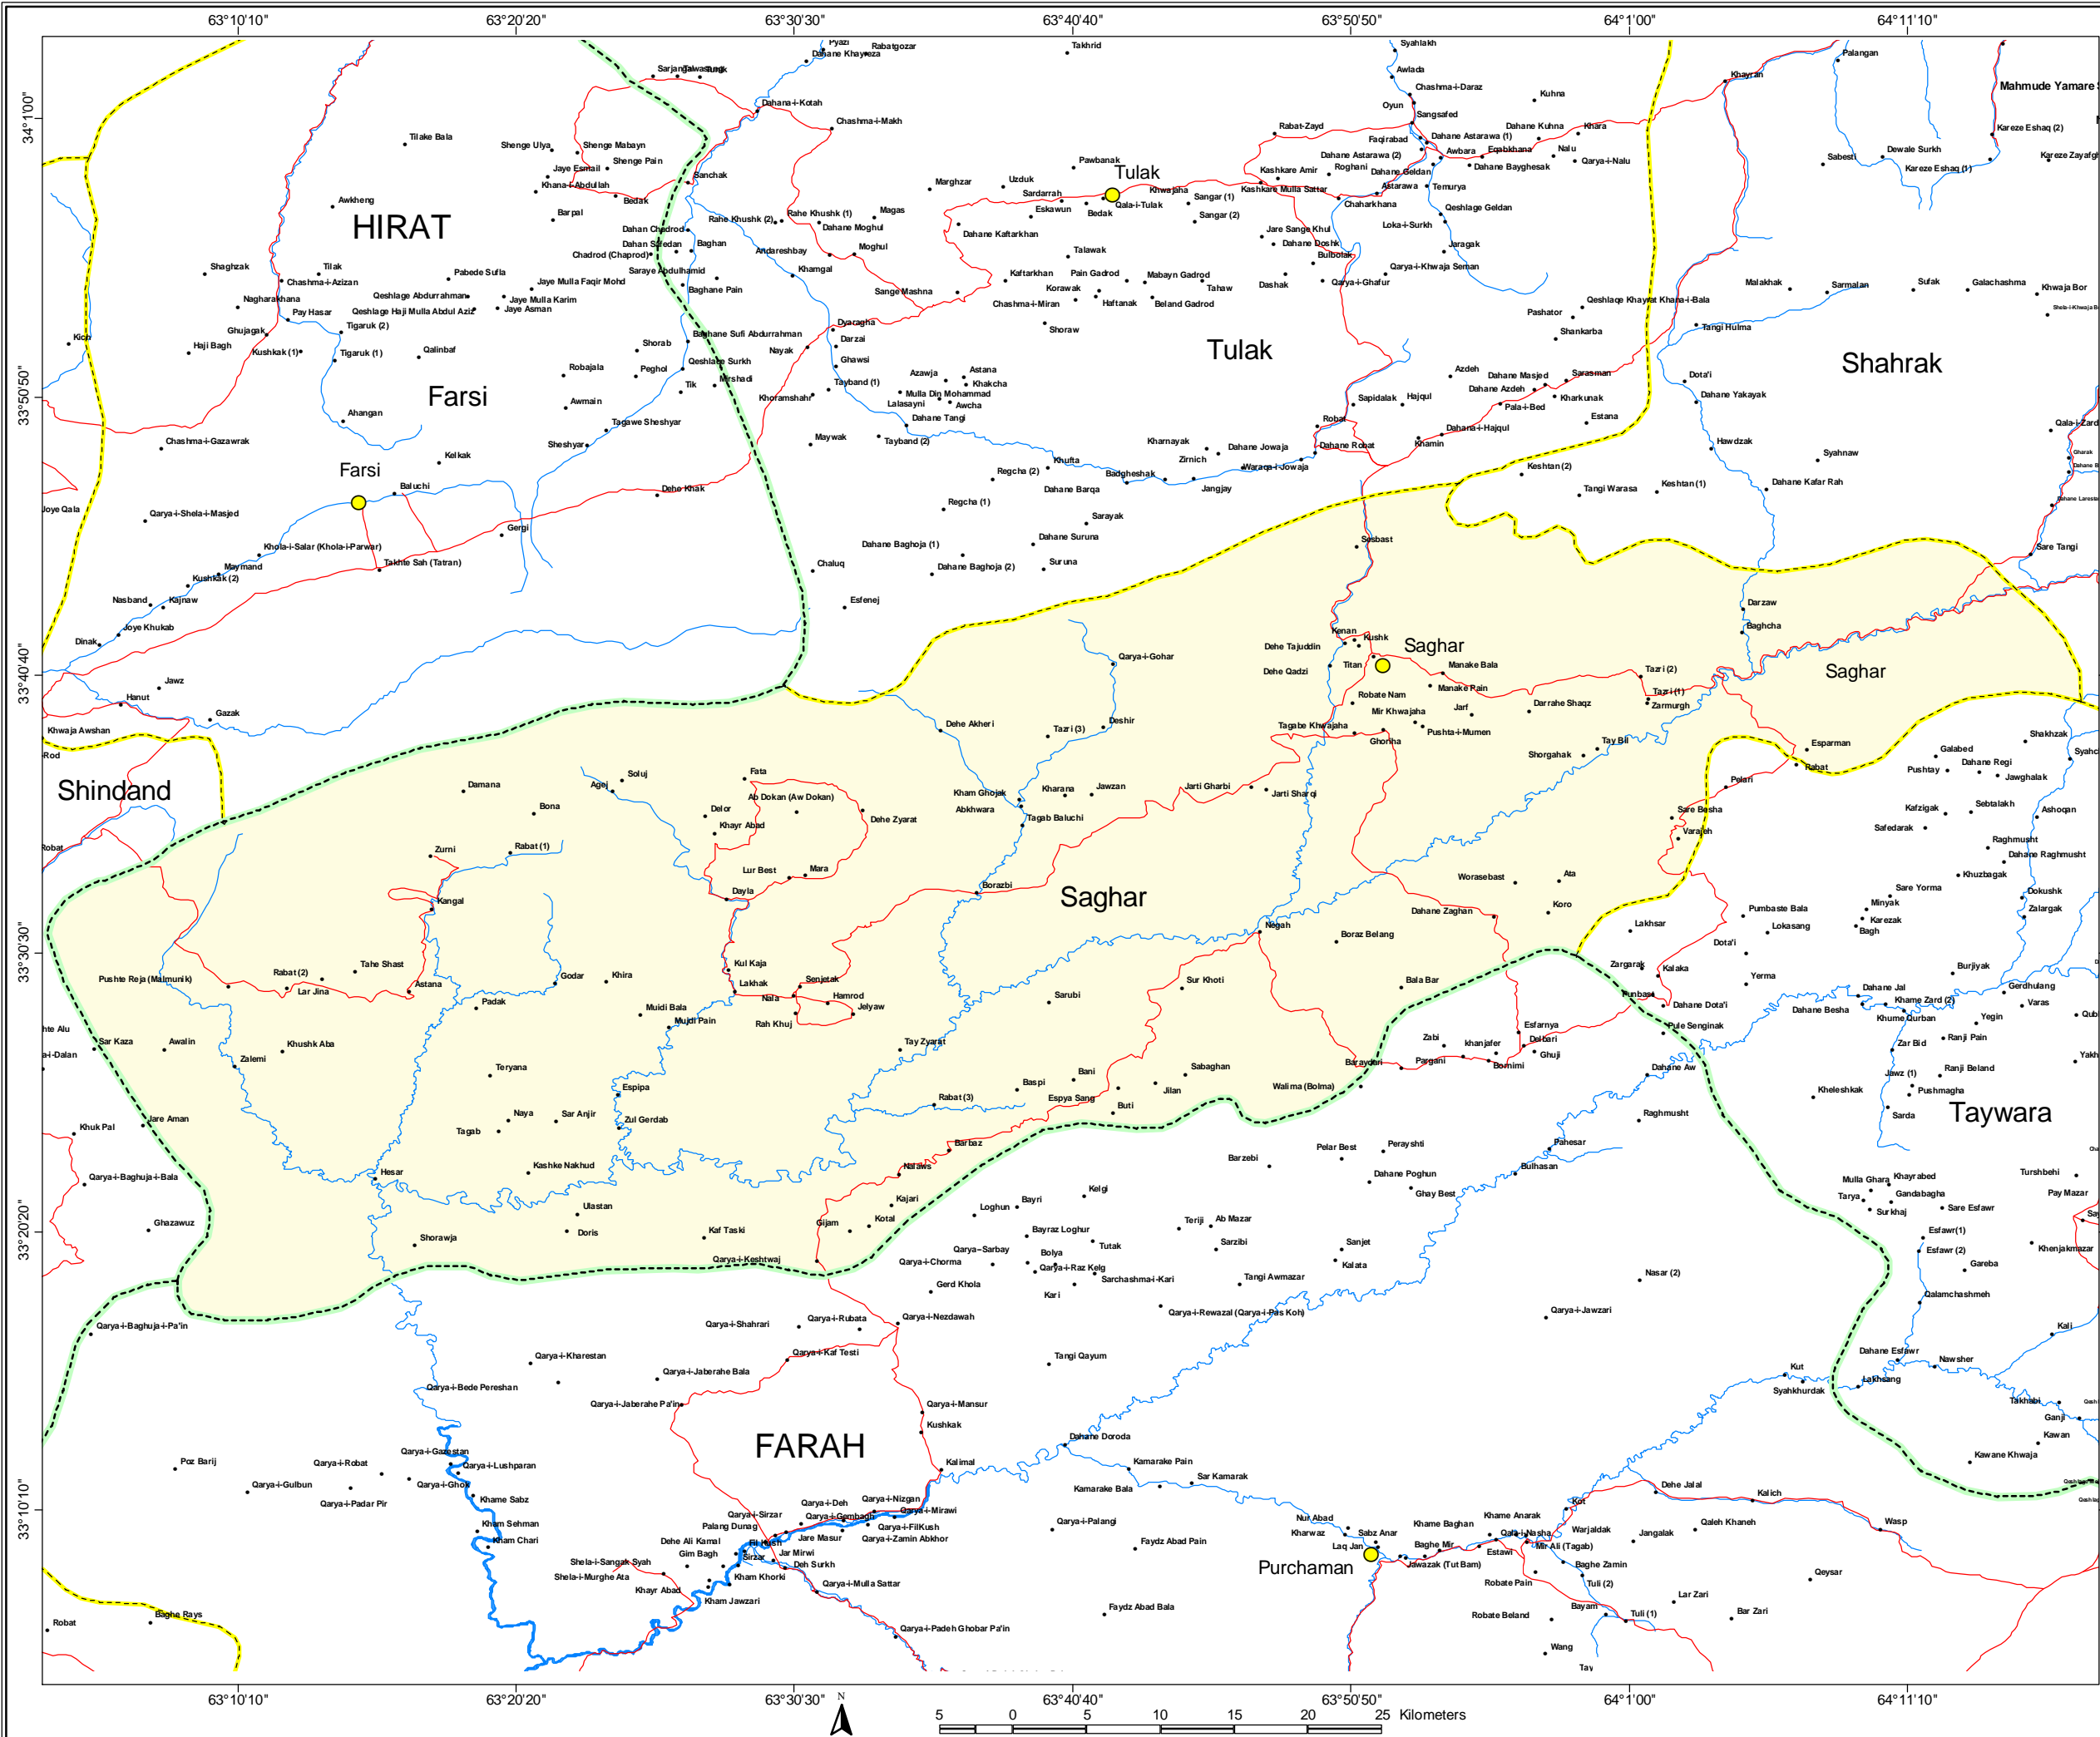 63°10'10" 63°20'20" 63°30'30" 63°40'40" 63°50'50" 64°1'00" 64°11'10"
34°1'00"
33°50'50"
33°40'40"
33°30'30"
33°20'20"
33°10'10"
HIRAT
Farsi
Farsi
Tulak
Tulak
Shahrak
Shindand
Saghar
Saghar
Saghar
Taywara
FARAH
Purchaman
Pyazi
Dahane Khayreza
Rabatgozar
Takhrid
Syahlakh
Palangan
Awlada
Khayran
Chashma-i-Daraz
Kuhna
Mahmude Yamare
Oyun
Sangsafed
Dahana-i-Kotah
Chashma-i-Makh
Rabat-Zayd
Faqirabad
Dahane Astarawa (1)
Dahane Kuhna
Khara
Kareze Eshaq (2)
Tilake Bala
Shenge Ulya
Shenge Mabayn
Shenge Pain
Jaye Esmail
Khana-i-Abdullah
Sanchak
Bedak
Barpal
Awkheng
Marghzar
Uzduk
Pawbanak
Sardarrah
Eskawun
Bedak
Qala-i-Tulak
Khwajaha
Sangar (1)
Sangar (2)
Kashkare Amir
Kashkare Mulla Sattar
Dahane Astarawa (2)
Roghani
Dahane Geldan
Awbara
Eqabkhana
Nalu
Qarya-i-Nalu
Dahane Bayghesak
Temurya
Astarawa
Chaharkhana
Qeshlage Geldan
Loka-i-Surkh
Jaragak
Sabesti
Dewale Surkh
Kareze Eshaq (1)
Kareze Zayafgh
Rahe Khushk (2)
Rahe Khushk (1)
Dahane Moghul
Magas
Moghul
Dahane Kaftarkhan
Dahan Chadrod
Dahan Safedan
Baghan
Chadrod (Chaprod)
Andareshbay
Khamgal
Saraye Abdulhamid
Baghane Pain
Talawak
Kaftarkhan
Pain Gadrod
Mabayn Gadrod
Tahaw
Korawak
Haftanak
Beland Gadrod
Sange Mashna
Chashma-i-Miran
Shoraw
Jare Sange Khul
Dahane Doshk
Bulbolak
Dashak
Qarya-i-Ghafur
Qarya-i-Khwaja Seman
Qeshlaqe Khayrat Khana-i-Bala
Pashator
Shankarba
Malakhak
Sarmalan
Sufak
Galachashma
Khwaja Bor
Tangi Hulma
Shaghzak
Tilak
Chashma-i-Azizan
Nagharakhana
Pay Hasar
Ghujagak
Tigaruk (2)
Tigaruk (1)
Kushkak (1)
Haji Bagh
Kich
Pabede Sufla
Jaye Mulla Faqir Mohd
Qeshlage Abdurrahman
Jaye Mulla Karim
Qeshlage Haji Mulla Abdul Aziz
Jaye Asman
Qalinbaf
Shorab
Baghane Sufi Abdurrahman
Qeshlage Surkh
Mirshadi
Tik
Robajala
Peghol
Awmain
Tagawe Sheshyar
Sheshyar
Ahangan
Chashma-i-Gazawrak
Kelkak
Baluchi
Dehe Khak
Gergi
Dyaragha
Darzai
Nayak
Ghawsi
Tayband (1)
Khoramshahr
Maywak
Tayband (2)
Azawja
Astana
Khakcha
Mulla Din Mohammad
Lalasayni
Awcha
Dahane Tangi
Khufta
Regcha (2)
Regcha (1)
Dahane Barqa
Badgheshak
Jangjay
Kharnayak
Zirnich
Dahane Jowaja
Waraqa-i-Jowaja
Robat
Dahane Robat
Sapidalak
Hajqul
Azdeh
Dahane Masjed
Sarasman
Dahane Azdeh
Pala-i-Bed
Kharkunak
Estana
Dahana-i-Hajqul
Khamin
Dota'i
Dahane Yakayak
Hawdzak
Syahnaw
Keshtan (2)
Keshtan (1)
Tangi Warasa
Dahane Kafar Rah
Sare Tangi
Joye Qala
Qarya-i-Shela-i-Masjed
Khola-i-Salar (Khola-i-Parwar)
Takhte Sah (Tatran)
Maymand
Kushkak (2)
Nasband
Kajnaw
Joye Khukab
Dinak
Jawz
Hanut
Gazak
Khwaja Awshan
Sarayak
Dahane Suruna
Suruna
Dahane Baghoja (1)
Dahane Baghoja (2)
Chaluq
Esfenej
Sesbast
Darzaw
Baghcha
Kenan
Kushk
Dehe Tajuddin
Titan
Dehe Qadzi
Manake Bala
Manake Pain
Tazri (2)
Tazri (1)
Zarmurgh
Robate Nam
Mir Khwajaha
Jarf
Darrahe Shaqz
Tagabe Khwajaha
Pushta-i-Mumen
Ghoriha
Tay Bil
Shorgahak
Qarya-i-Gohar
Dehe Akheri
Tazri (3)
Deshir
Kham Ghojak
Kharana
Jawzan
Abkhwara
Tagab Baluchi
Jarti Gharbi
Jarti Sharqi
Esparman
Rabat
Pelari
Sare Besha
Varajeh
Galabed
Shakhzak
Pushtay
Dahane Regi
Jawghalak
Kafzigak
Sebtalakh
Ashoqan
Safedarak
Raghmusht
Dahane Raghmusht
Khuzbagak
Damana
Bona
Soluj
Agej
Fata
Ab Dokan (Aw Dokan)
Delor
Khayr Abad
Dehe Zyarat
Zurni
Rabat (1)
Lur Best
Mara
Dayla
Kangal
Borazbi
Worasebast
Ata
Koro
Dahane Zaghan
Negah
Boraz Belang
Lakhsar
Pumbaste Bala
Lokasang
Dota'i
Sare Yorma
Minyak
Karezak
Bagh
Dokushk
Zalargak
Pushte Reja (Malmunik)
Rabat (2)
Lar Jina
Tahe Shast
Astana
Godar
Khira
Padak
Kul Kaja
Lakhak
Senjetak
Nala
Hamrod
Jelyaw
Rah Khuj
Muidi Bala
Mujdi Pain
Sarubi
Sur Khoti
Bala Bar
Zargarak
Kalaka
Yerma
Punbast
Dahane Dota'i
Pule Senginak
Burjiyak
Gerdhulang
Dahane Jal
Dahane Besha
Khame Zard (2)
Khume Qurban
Varas
Yegin
Ranji Pain
Zar Bid
Ranji Beland
Jawz (1)
Pushmagha
Sarda
Kheleshkak
Sar Kaza
Awalin
Khushk Aba
Zalemi
Teryana
Tay Zyarat
Espipa
Zul Gerdab
Naya
Sar Anjir
Tagab
Kashke Nakhud
Jare Aman
Khuk Pal
Qarya-i-Baghuja-i-Bala
Ghazawuz
Hesar
Ulastan
Doris
Shorawja
Kaf Taski
Qarya-i-Keshtwaj
Bani
Baspi
Espya Sang
Rabat (3)
Buti
Jilan
Sabaghan
Barbaz
Nalaws
Kajari
Kotal
Gijam
Zabi
khanjafer
Esfarnya
Delbari
Ghuji
Baraydari
Pargani
Bornimi
Walima (Bolma)
Dahane Aw
Raghmusht
Panesar
Bulhasan
Pelar Best
Perayshti
Barzebi
Dahane Poghun
Ghay Best
Loghun
Bayri
Kelgi
Bayraz Loghur
Qarya-Sarbay
Bolya
Tutak
Qarya-i-Chorma
Qarya-i-Raz Kelg
Sarchashma-i-Kari
Gerd Khola
Kari
Teriji
Ab Mazar
Sarzibi
Sanjet
Kalata
Tangi Awmazar
Qarya-i-Rewazal (Qarya-i-Pas Koh)
Nasar (2)
Qarya-i-Jawzari
Mulla Ghara
Khayrabed
Tarya
Gandabagha
Surkhaj
Sare Esfawr
Turshbehi
Pay Mazar
Esfawr(1)
Esfawr (2)
Khenjakmazar
Gareba
Qalamchashmeh
Kali
Dahane Esfawr
Nawsher
Lakhsang
Kut
Syahkhurdak
Takhabi
Ganji
Kawan
Kawane Khwaja
Qarya-i-Baghuja-i-Pa'in
Qarya-i-Shahrari
Qarya-i-Rubata
Qarya-i-Nezdawah
Qarya-i-Kaf Testi
Qarya-i-Kharestan
Qarya-i-Jaberahe Bala
Qarya-i-Bede Pereshan
Qarya-i-Jaberahe Pa'in
Tangi Qayum
Qarya-i-Mansur
Kushkak
Dahane Doroda
Kalimal
Kamarake Pain
Sar Kamarak
Kamarake Bala
Poz Barij
Qarya-i-Gulbun
Qarya-i-Robat
Qarya-i-Padar Pir
Qarya-i-Gazestan
Qarya-i-Lushparan
Qarya-i-Ghok
Khame Sabz
Kham Sehman
Kham Chari
Qarya-i-Deh
Qarya-i-Nizgan
Qarya-i-Sirzar
Qarya-i-Gembagh
Qarya-i-Mirawi
Palang Dunag
Jare Masur
Qarya-i-FilKush
Qarya-i-Zamin Abkhor
Dehe Ali Kamal
Fil Kush
Gim Bagh
Sirzar
Jar Mirwi
Deh Surkh
Shela-i-Sangak Syah
Shela-i-Murghe Ata
Khayr Abad
Kham Khorki
Kham Jawzari
Qarya-i-Mulla Sattar
Qarya-i-Padeh Ghobar Pa'in
Qarya-i-Palangi
Faydz Abad Pain
Faydz Abad Bala
Nur Abad
Kharwaz
Sabz Anar
Laq Jan
Khame Baghan
Khame Anarak
Baghe Mir
Jawazak (Tut Bam)
Qala-i-Nasha
Estawi
Mir Ali (Tagab)
Warjaldak
Baghe Zamin
Robate Pain
Tuli (2)
Robate Beland
Bayam
Tuli (1)
Wang
Tay
Kot
Dehe Jalal
Kalich
Jangalak
Qaleh Khaneh
Wasp
Qeysar
Lar Zari
Bar Zari
Robat
Baghe Rays
63°10'10" 63°20'20" 63°30'30" 63°40'40" 63°50'50" 64°1'00" 64°11'10"
N
5 0 5 10 15 20 25 Kilometers